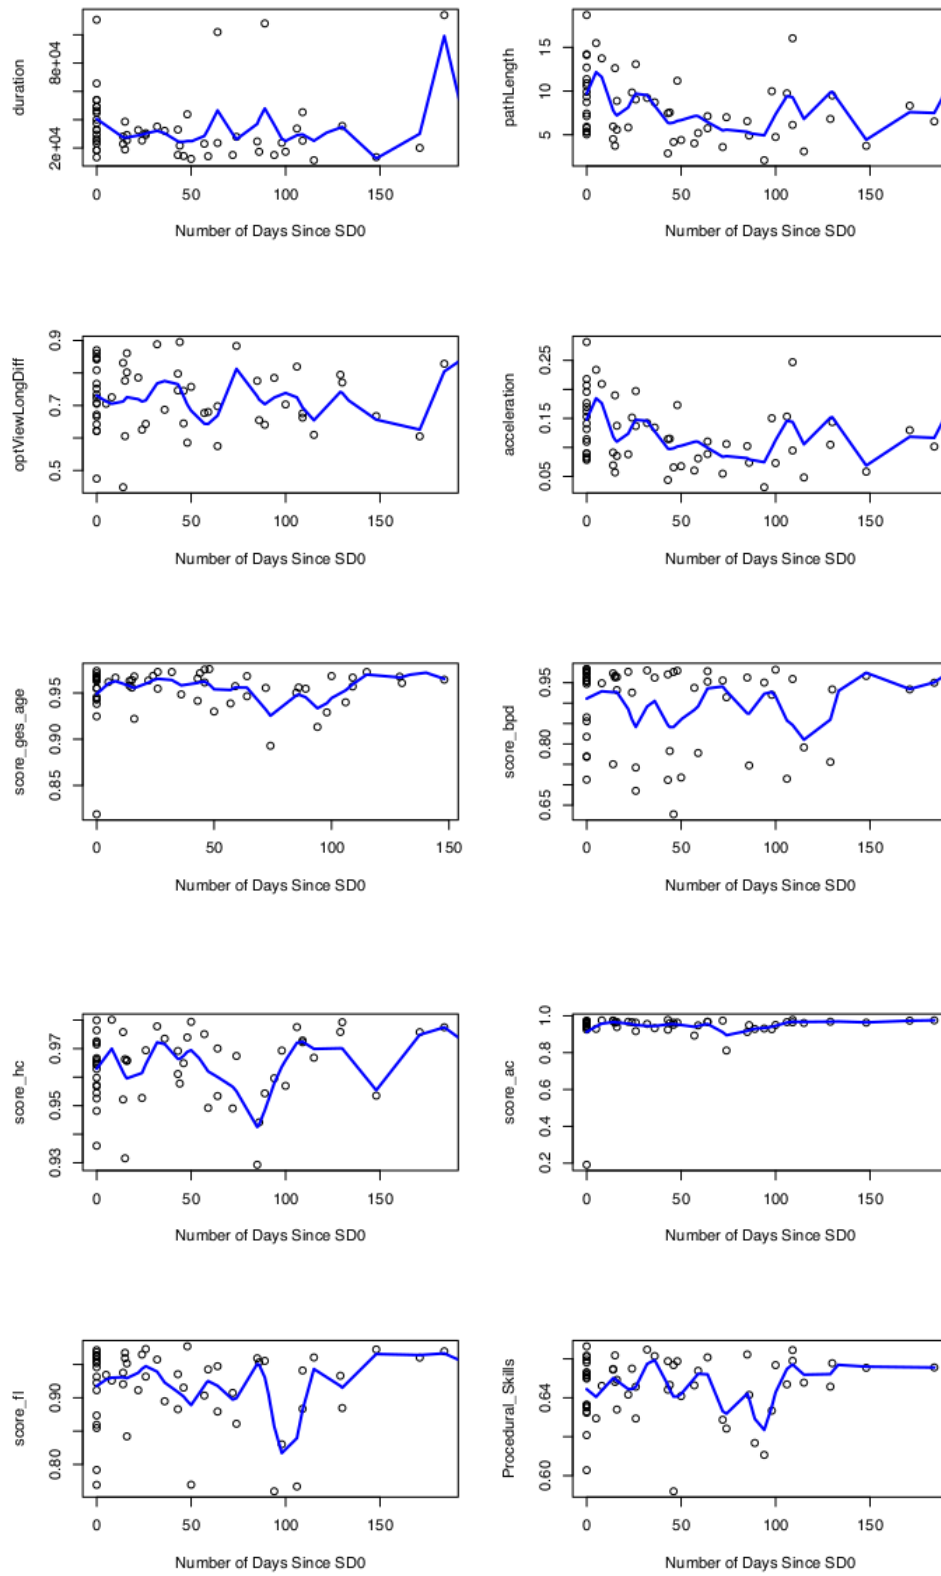 duration
2e+04 8e+04
0 50 100 150
Number of Days Since SD0
pathLength
5 10 15
0 50 100 150
Number of Days Since SD0
optViewLongDiff
0.5 0.7 0.9
0 50 100 150
Number of Days Since SD0
acceleration
0.05 0.15 0.25
0 50 100 150
Number of Days Since SD0
score_ges_age
0.85 0.90 0.95
0 50 100 150
Number of Days Since SD0
score_bpd
0.65 0.80 0.95
0 50 100 150
Number of Days Since SD0
score_hc
0.93 0.95 0.97
0 50 100 150
Number of Days Since SD0
score_ac
0.2 0.4 0.6 0.8 1.0
0 50 100 150
Number of Days Since SD0
score_fl
0.80 0.90
0 50 100 150
Number of Days Since SD0
Procedural_Skills
0.60 0.64
0 50 100 150
Number of Days Since SD0